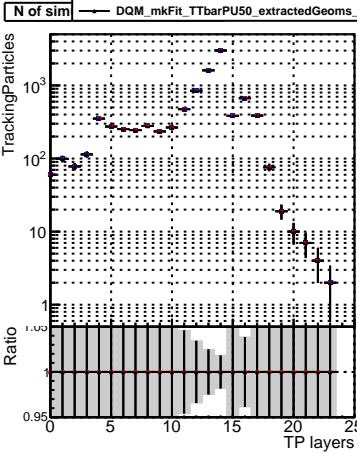 N of sim DQM_mkFit_TTbarPU50_extractedGeoms_
TrackingParticles
10³
10²
10
1
Ratio
1.05
1
0.95
0 5 10 15 20 25
TP layers